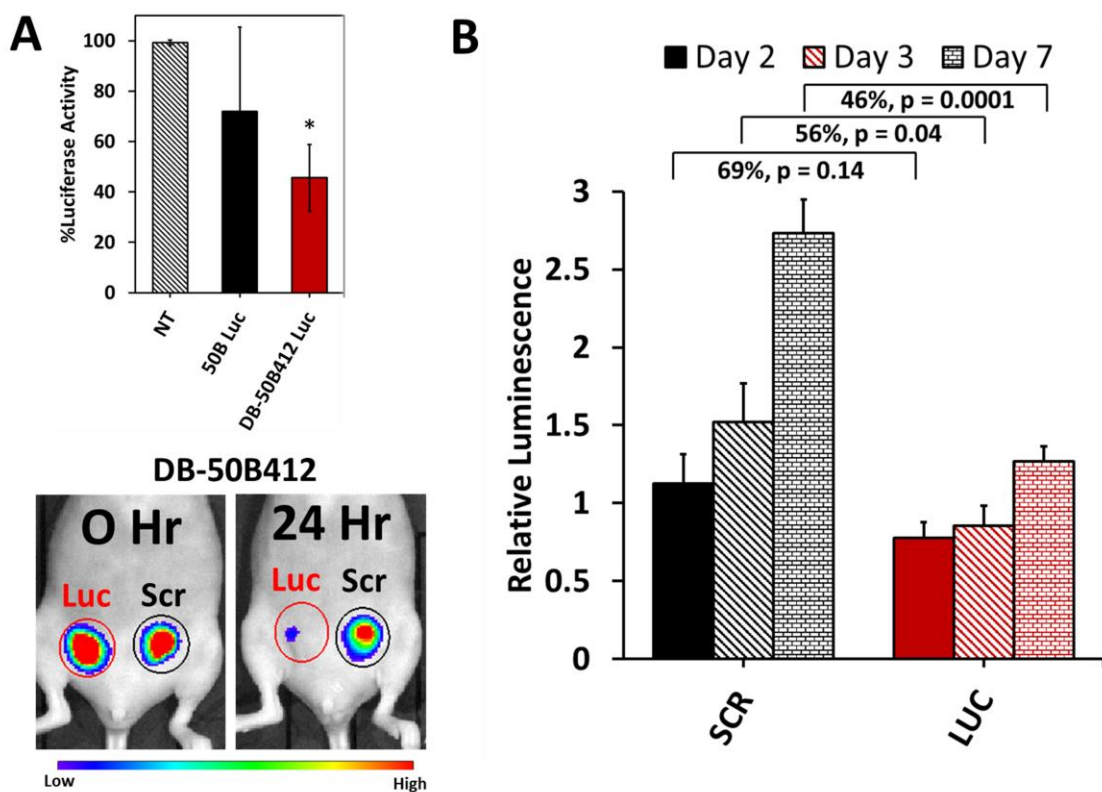 A
100
80
60
40
20
0
%Luciferase Activity
*
NT
50B Luc
DB-50B412 Luc
DB-50B412
O Hr
Luc
Scr
24 Hr
Luc
Scr
Low
High
B
Day 2
Day 3
Day 7
46%, p = 0.0001
56%, p = 0.04
69%, p = 0.14
3
2.5
2
1.5
1
0.5
0
Relative Luminescence
SCR
LUC